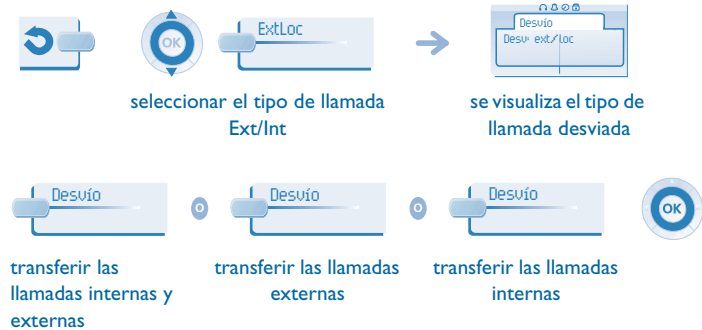 OK
ExtLoc
Desvío
Desv ext/loc
seleccionar el tipo de llamada
Ext/Int
se visualiza el tipo de
llamada desviada
Desvío
o
Desvío
o
Desvío
OK
transferir las
llamadas internas y
externas
transferir las llamadas
externas
transferir las llamadas
internas